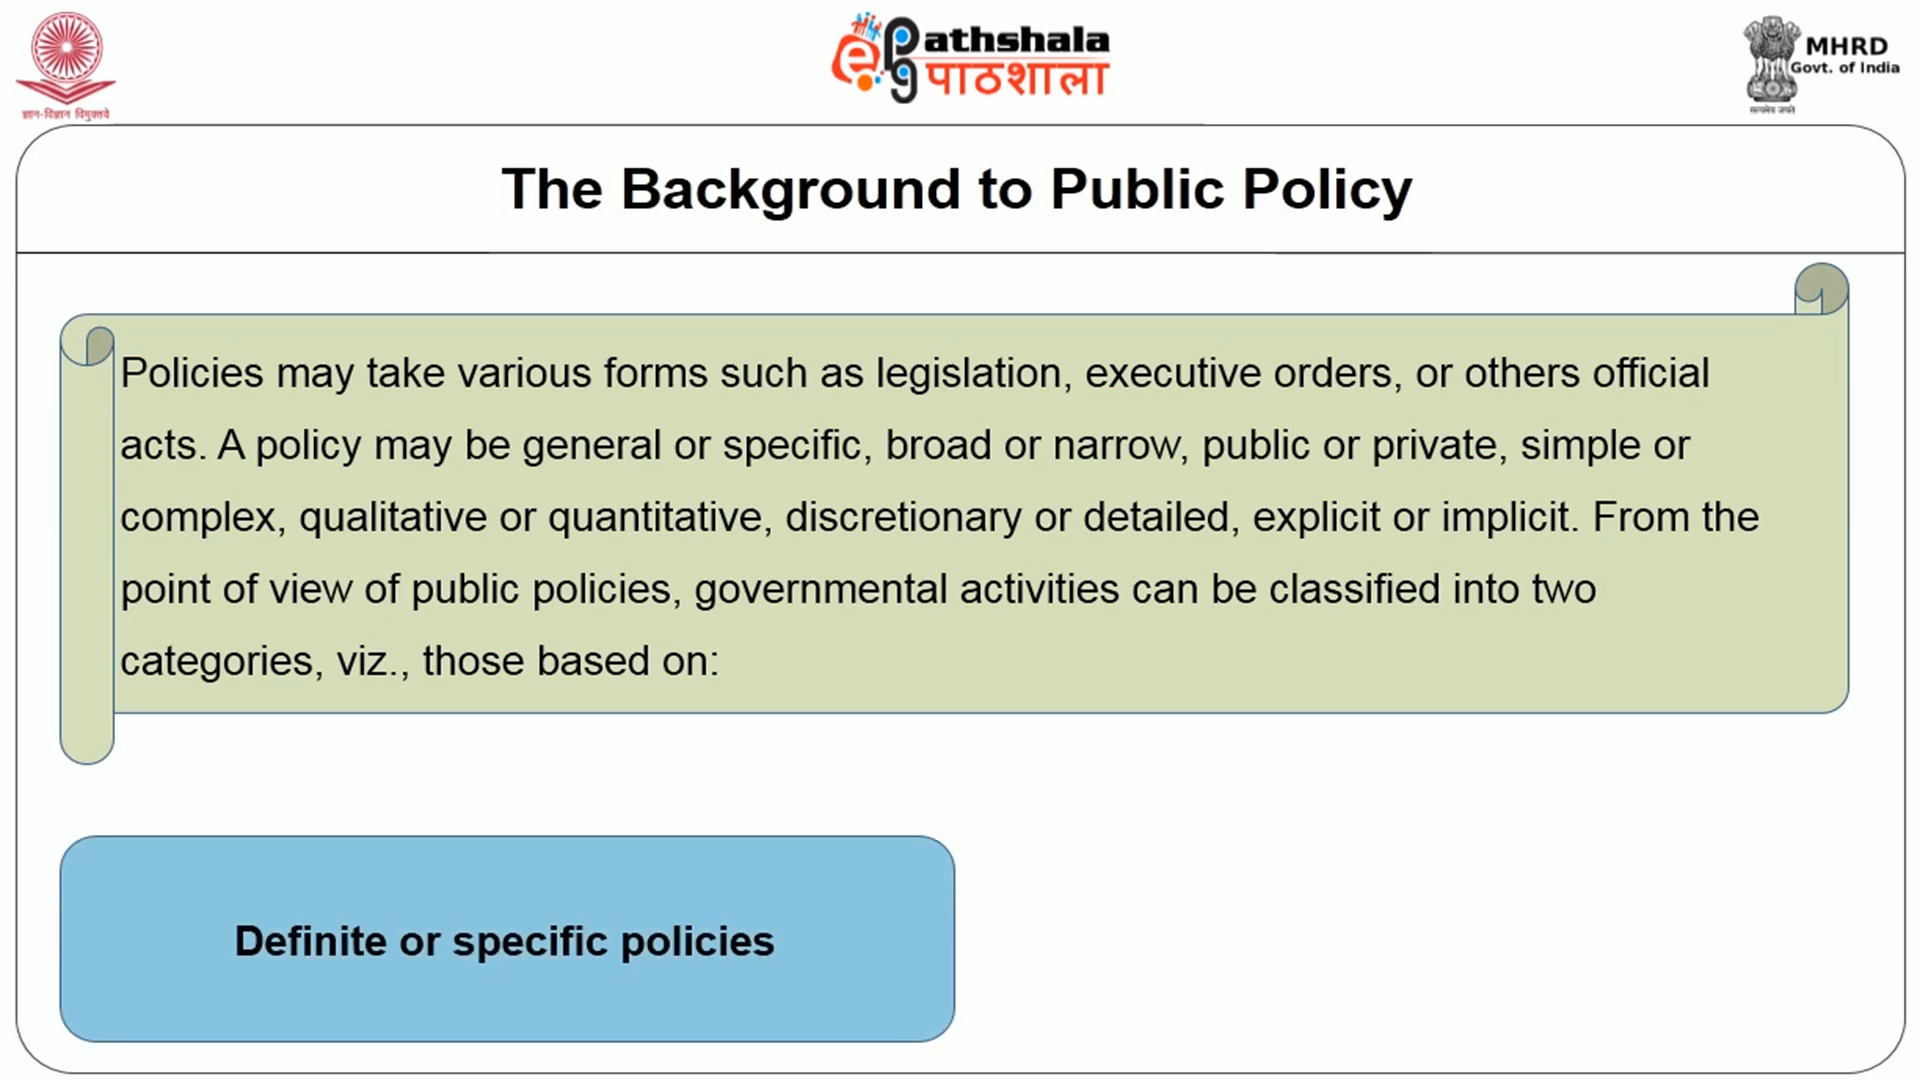 ज्ञान-विज्ञान विमुक्तये
e pg Pathshala
पाठशाला
MHRD
Govt. of India
सत्यमेव जयते
The Background to Public Policy
Policies may take various forms such as legislation, executive orders, or others official
acts. A policy may be general or specific, broad or narrow, public or private, simple or
complex, qualitative or quantitative, discretionary or detailed, explicit or implicit. From the
point of view of public policies, governmental activities can be classified into two
categories, viz., those based on:
Definite or specific policies